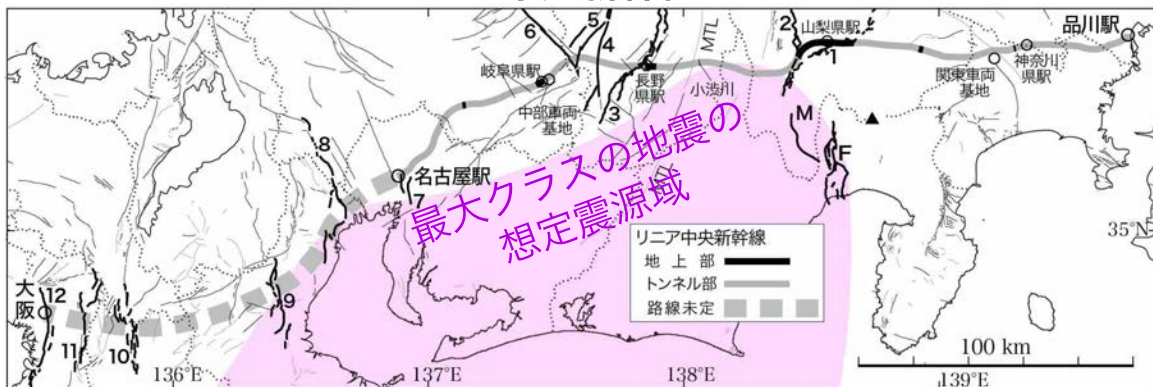 5
6
4
2
山梨県駅
品川駅
1
岐阜県駅
長野
県駅
MTL
小渋川
神奈川
県駅
関東車両
基地
中部車両
基地
3
M
F
8
名古屋駅
7
最大クラスの地震の
想定震源域
35°N
リニア中央新幹線
地上部
トンネル部
路線未定
大阪
12
9
11
10
100 km
136°E
137°E
138°E
139°E